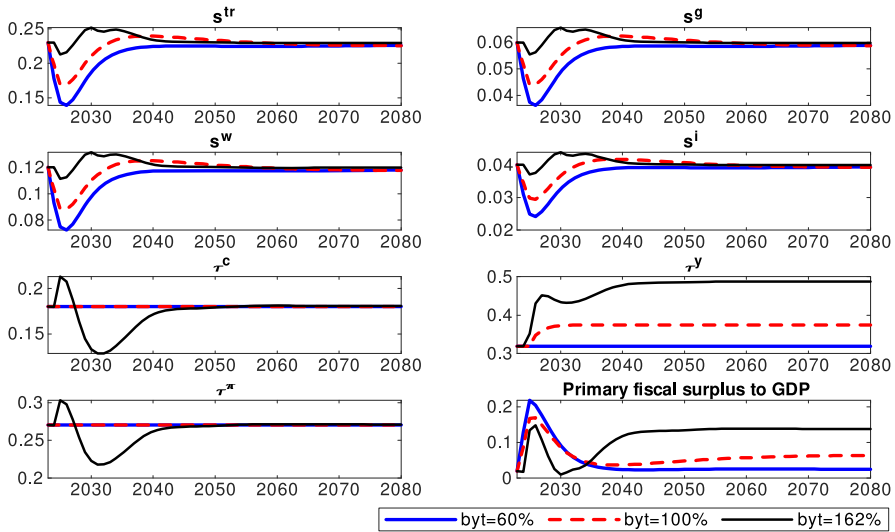 s^tr
0.25
0.2
0.15
2030 2040 2050 2060 2070 2080
s^g
0.06
0.05
0.04
2030 2040 2050 2060 2070 2080
s^w
0.12
0.1
0.08
2030 2040 2050 2060 2070 2080
s^i
0.04
0.03
0.02
2030 2040 2050 2060 2070 2080
τ^c
0.2
0.15
2030 2040 2050 2060 2070 2080
τ^y
0.5
0.4
0.3
2030 2040 2050 2060 2070 2080
τ^π
0.3
0.25
0.2
2030 2040 2050 2060 2070 2080
Primary fiscal surplus to GDP
0.2
0.1
0
2030 2040 2050 2060 2070 2080
byt=60% byt=100% byt=162%